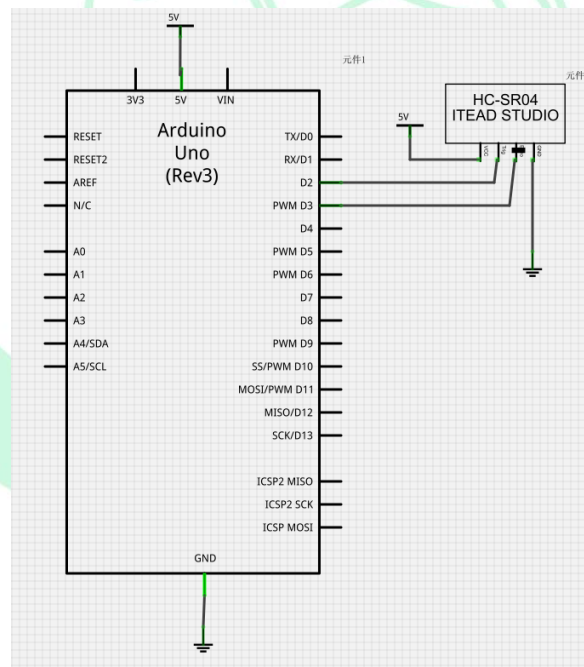 5V
元件1
元件
3V3
5V
VIN
Arduino
Uno
(Rev3)
HC-SR04
ITEAD STUDIO
5V
VCC
Trig
GND
RESET
RESET2
AREF
N/C
A0
A1
A2
A3
A4/SDA
A5/SCL
TX/D0
RX/D1
D2
PWM D3
D4
PWM D5
PWM D6
D7
D8
PWM D9
SS/PWM D10
MOSI/PWM D11
MISO/D12
SCK/D13
ICSP2 MISO
ICSP2 SCK
ICSP MOSI
GND